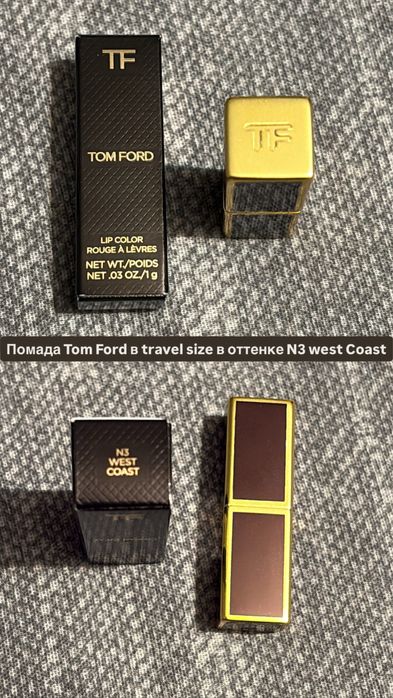 TF
TOM FORD
LIP COLOR
ROUGE À LÈVRES
NET WT./POIDS
NET .03 OZ./1 g
TF
Помада Tom Ford в travel size в оттенке N3 west Coast
N3
WEST
COAST
TF